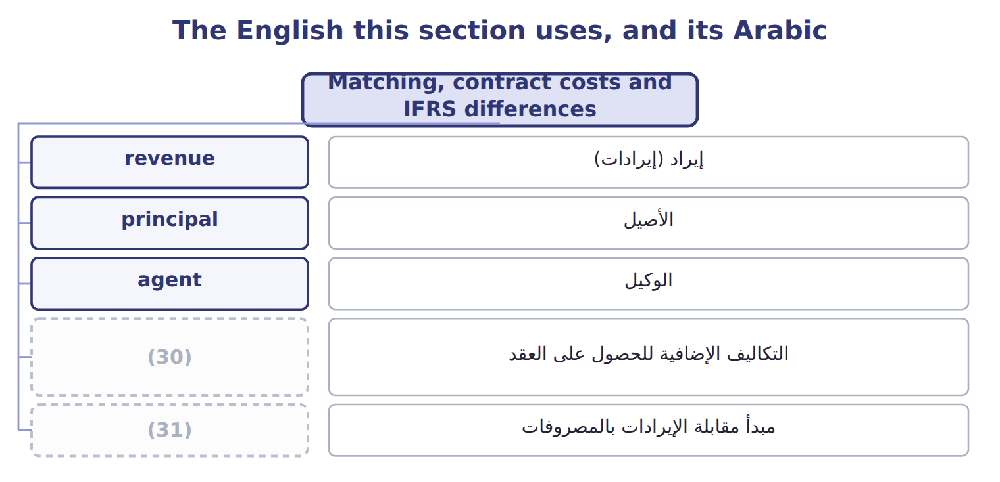 The English this section uses, and its Arabic
Matching, contract costs and
IFRS differences
revenue
إيراد (إيرادات)
principal
الأصيل
agent
الوكيل
(30)
التكاليف الإضافية للحصول على العقد
(31)
مبدأ مقابلة الإيرادات بالمصروفات